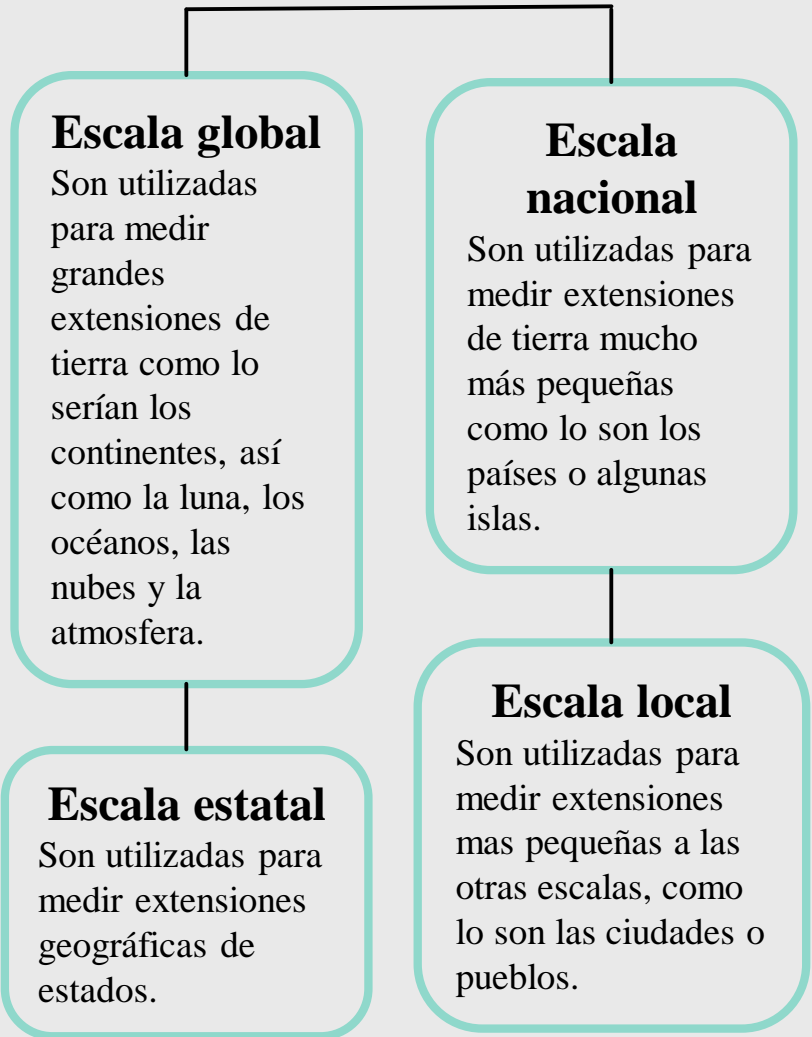 Escala global
Son utilizadas
para medir
grandes
extensiones de
tierra como lo
serían los
continentes, así
como la luna, los
océanos, las
nubes y la
atmosfera.
Escala
nacional
Son utilizadas para
medir extensiones
de tierra mucho
más pequeñas
como lo son los
países o algunas
islas.
Escala estatal
Son utilizadas para
medir extensiones
geográficas de
estados.
Escala local
Son utilizadas para
medir extensiones
mas pequeñas a las
otras escalas, como
lo son las ciudades o
pueblos.